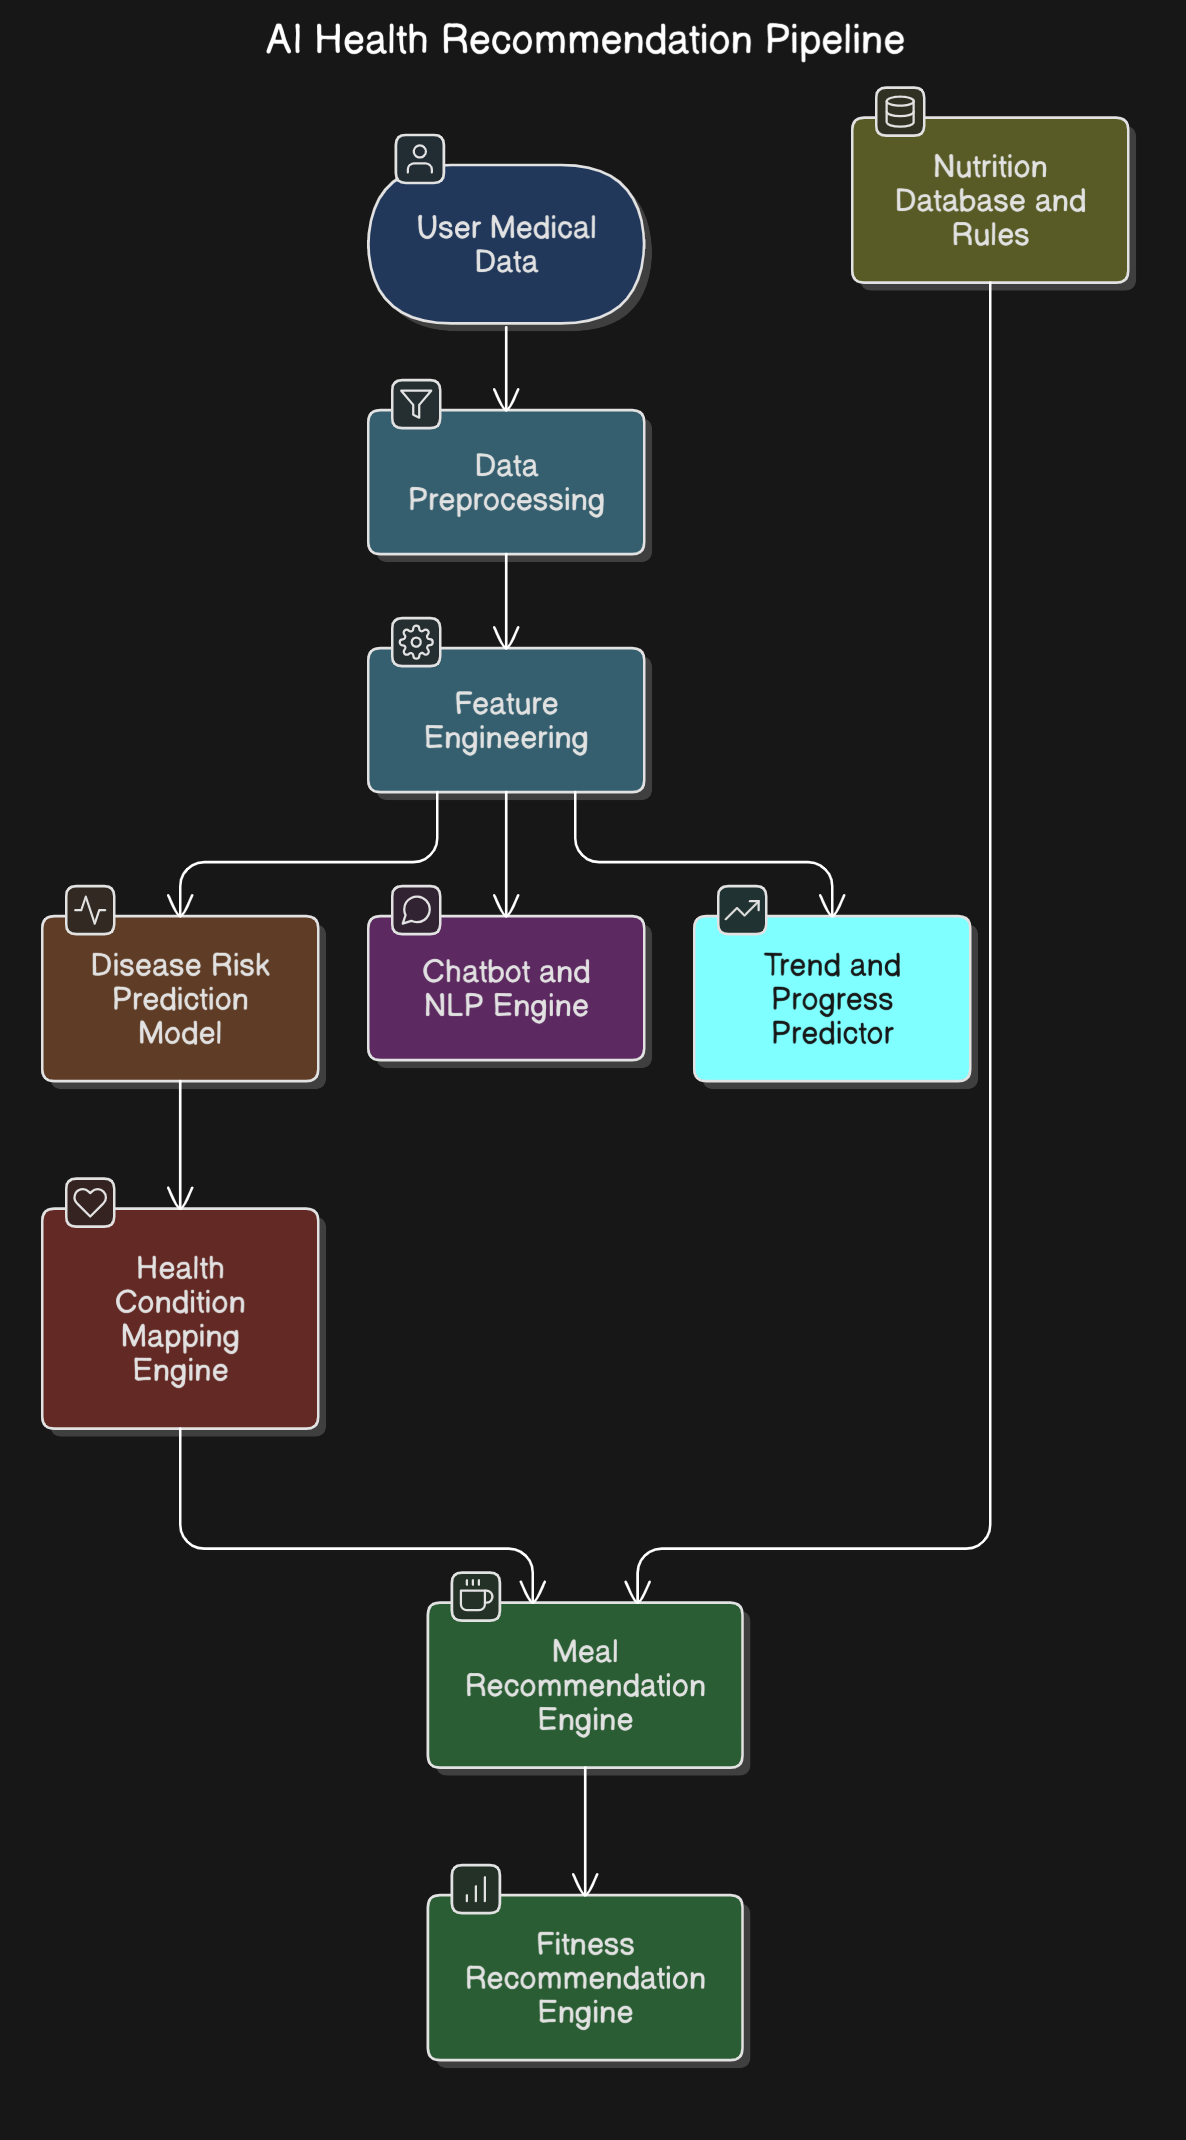 AI Health Recommendation Pipeline
Nutrition
Database and
Rules
User Medical
Data
Data
Preprocessing
Feature
Engineering
Disease Risk
Prediction
Model
Chatbot and
NLP Engine
Trend and
Progress
Predictor
Health
Condition
Mapping
Engine
Meal
Recommendation
Engine
Fitness
Recommendation
Engine